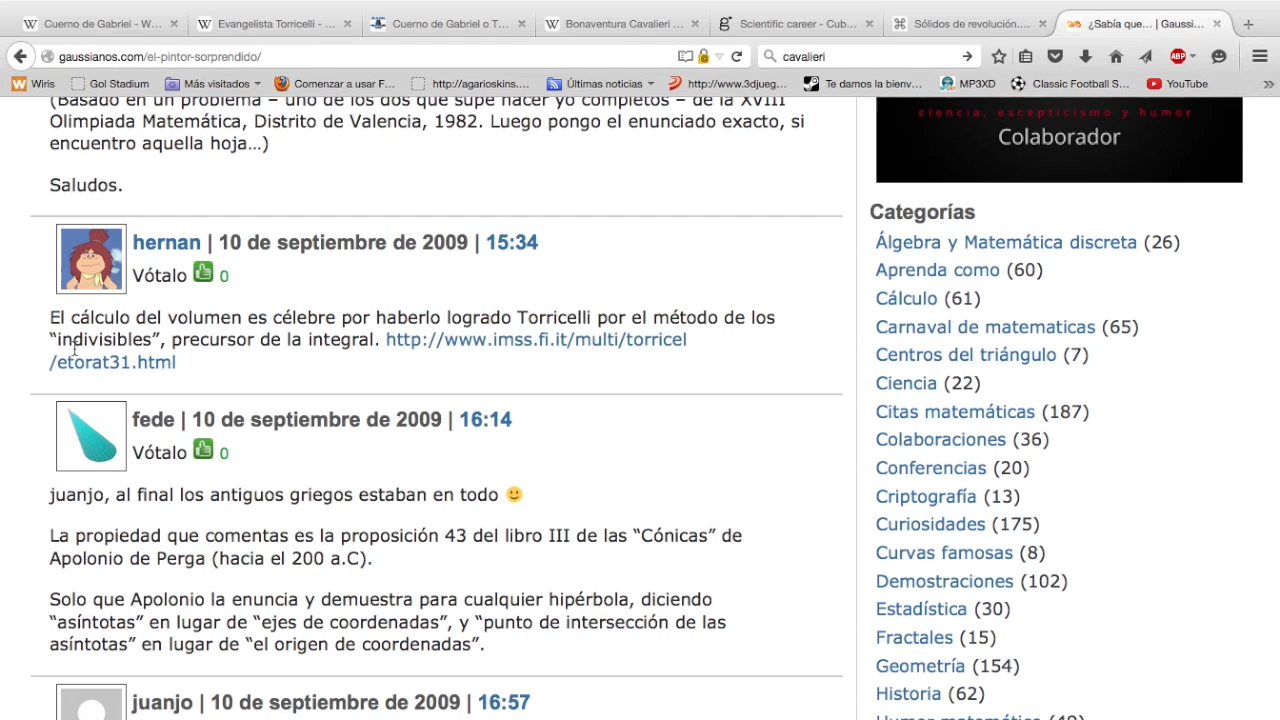 Cuerno de Gabriel - W...
Evangelista Torricelli - ...
Cuerno de Gabriel o T...
Bonaventura Cavalieri ...
Scientific career - Cub...
Sólidos de revolución....
¿Sabía que... | Gaussi...
gaussianos.com/el-pintor-sorprendido/
cavalieri
ABP
Wiris
Gol Stadium
Más visitados
Comenzar a usar F...
http://agarioskins....
Últimas noticias
http://www.3djueg...
Te damos la bienv...
MP3XD
Classic Football S...
YouTube
(Basado en un problema – uno de los dos que supe hacer yo completos – de la XVIII
Olimpiada Matemática, Distrito de Valencia, 1982. Luego pongo el enunciado exacto, si
encuentro aquella hoja…)
Saludos.
hernan | 10 de septiembre de 2009 | 15:34
Vótalo 0
El cálculo del volumen es célebre por haberlo logrado Torricelli por el método de los
“indivisibles”, precursor de la integral. http://www.imss.fi.it/multi/torricel
/etorat31.html
fede | 10 de septiembre de 2009 | 16:14
Vótalo 0
juanjo, al final los antiguos griegos estaban en todo
La propiedad que comentas es la proposición 43 del libro III de las “Cónicas” de
Apolonio de Perga (hacia el 200 a.C).
Solo que Apolonio la enuncia y demuestra para cualquier hipérbola, diciendo
“asíntotas” en lugar de “ejes de coordenadas”, y “punto de intersección de las
asíntotas” en lugar de “el origen de coordenadas”.
juanjo | 10 de septiembre de 2009 | 16:57
ciencia, escepticismo y humor
Colaborador
Categorías
Álgebra y Matemática discreta (26)
Aprenda como (60)
Cálculo (61)
Carnaval de matematicas (65)
Centros del triángulo (7)
Ciencia (22)
Citas matemáticas (187)
Colaboraciones (36)
Conferencias (20)
Criptografía (13)
Curiosidades (175)
Curvas famosas (8)
Demostraciones (102)
Estadística (30)
Fractales (15)
Geometría (154)
Historia (62)
Humor matemático